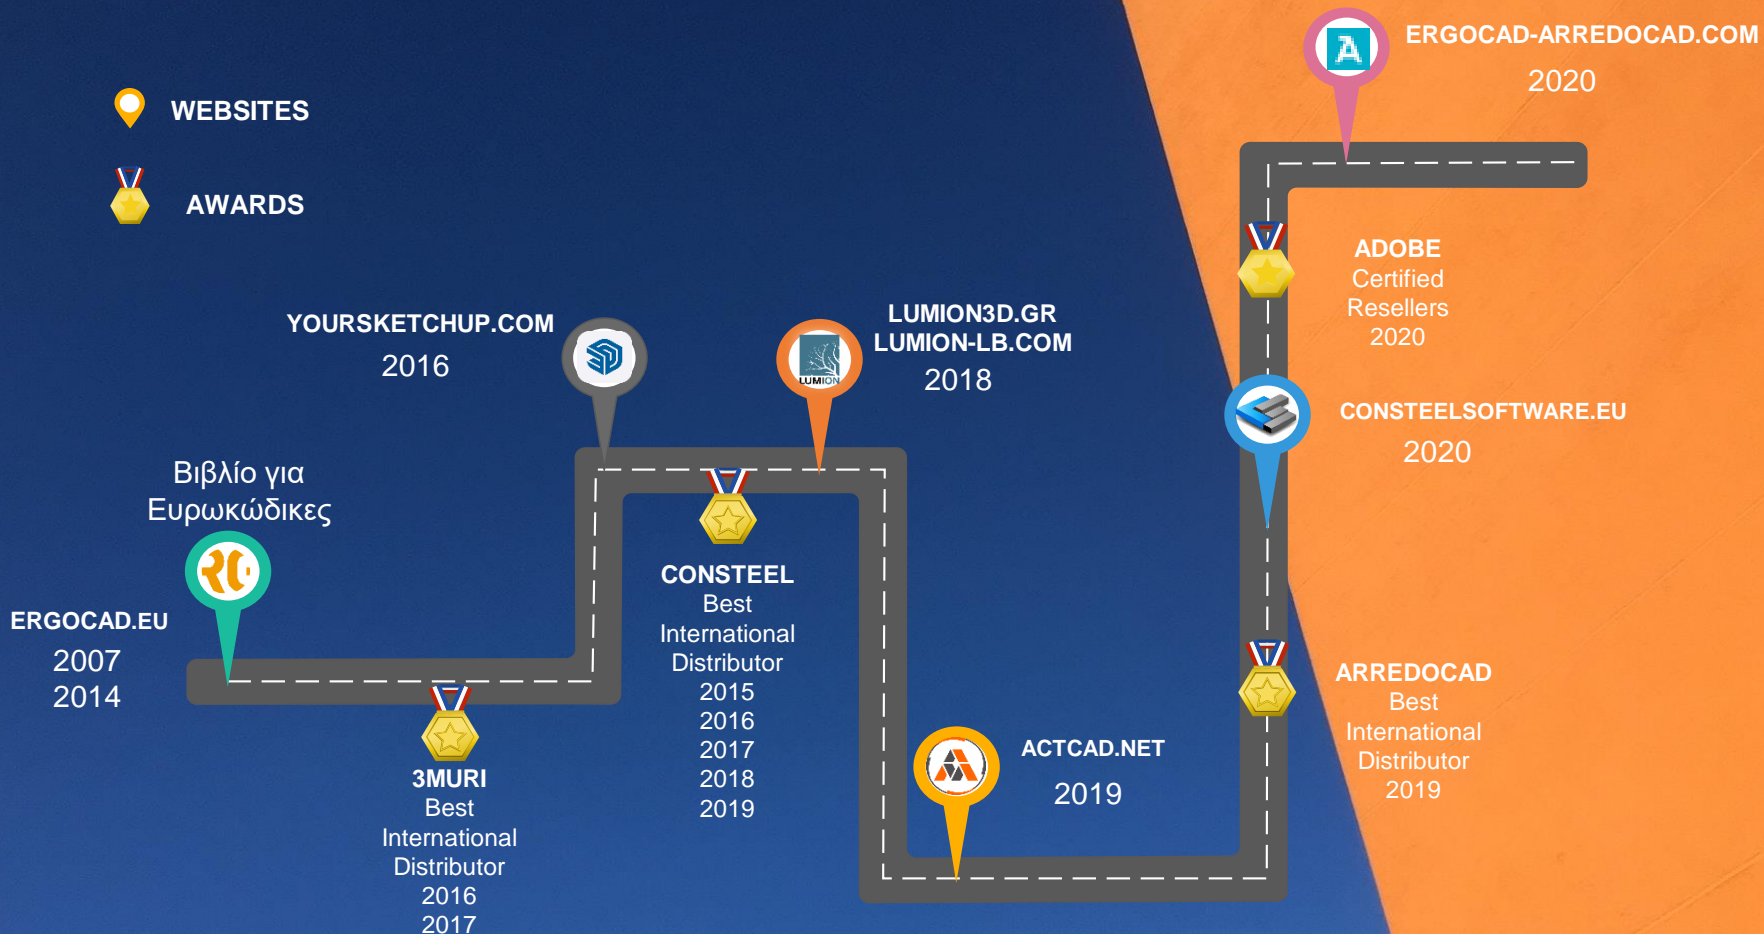 WEBSITES
AWARDS
Βιβλίο για
Ευρωκώδικες
ERGOCAD.EU
2007
2014
3MURI
Best
International
Distributor
2016
2017
YOURSKETCHUP.COM
2016
CONSTEEL
Best
International
Distributor
2015
2016
2017
2018
2019
LUMION3D.GR
LUMION-LB.COM
2018
LUMION
ACTCAD.NET
2019
ARREDOCAD
Best
International
Distributor
2019
CONSTEELSOFTWARE.EU
2020
ADOBE
Certified
Resellers
2020
A
ERGOCAD-ARREDOCAD.COM
2020